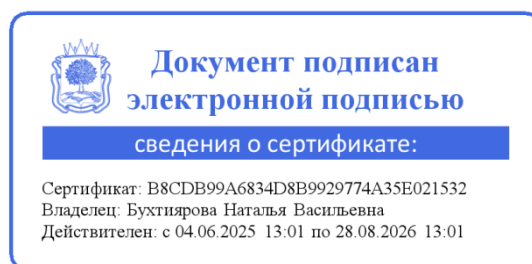 Документ подписан
электронной подписью
сведения о сертификате:
Сертификат: B8CDB99A6834D8B9929774A35E021532
Владелец: Бухтиярова Наталья Васильевна
Действителен: с 04.06.2025 13:01 по 28.08.2026 13:01